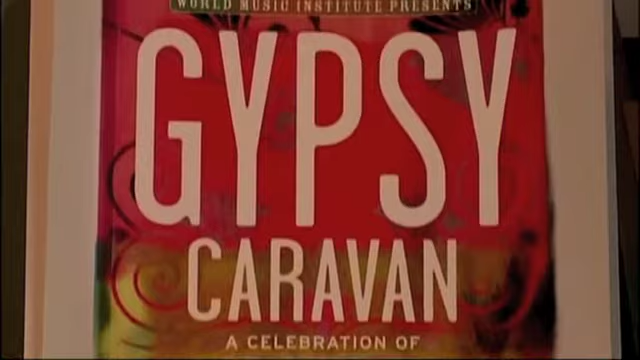 WORLD MUSIC INSTITUTE PRESENTS
GYPSY
CARAVAN
A CELEBRATION OF